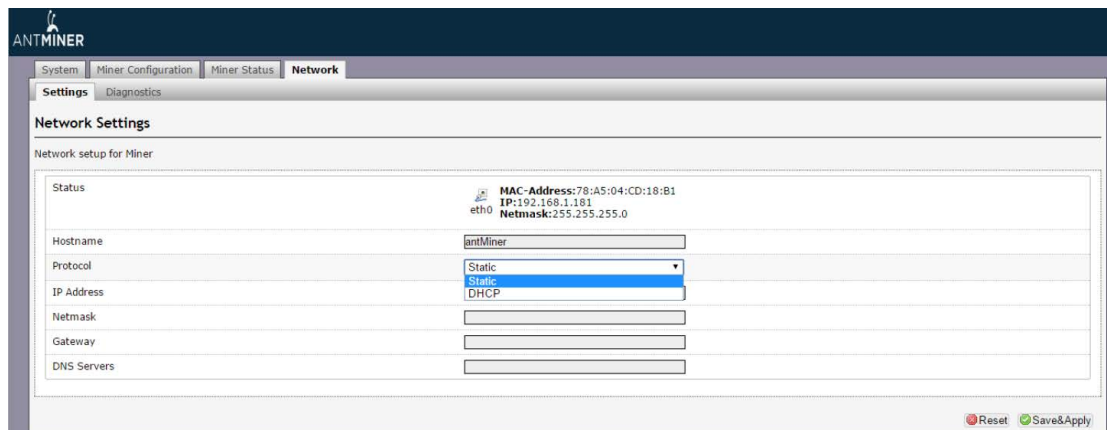 ANTMINER
System Miner Configuration Miner Status Network
Settings Diagnostics
Network Settings
Network setup for Miner
Status
eth0
MAC-Address:78:A5:04:CD:18:B1
IP:192.168.1.181
Netmask:255.255.255.0
Hostname antMiner
Protocol Static
Static
IP Address DHCP
Netmask
Gateway
DNS Servers
Reset Save&Apply